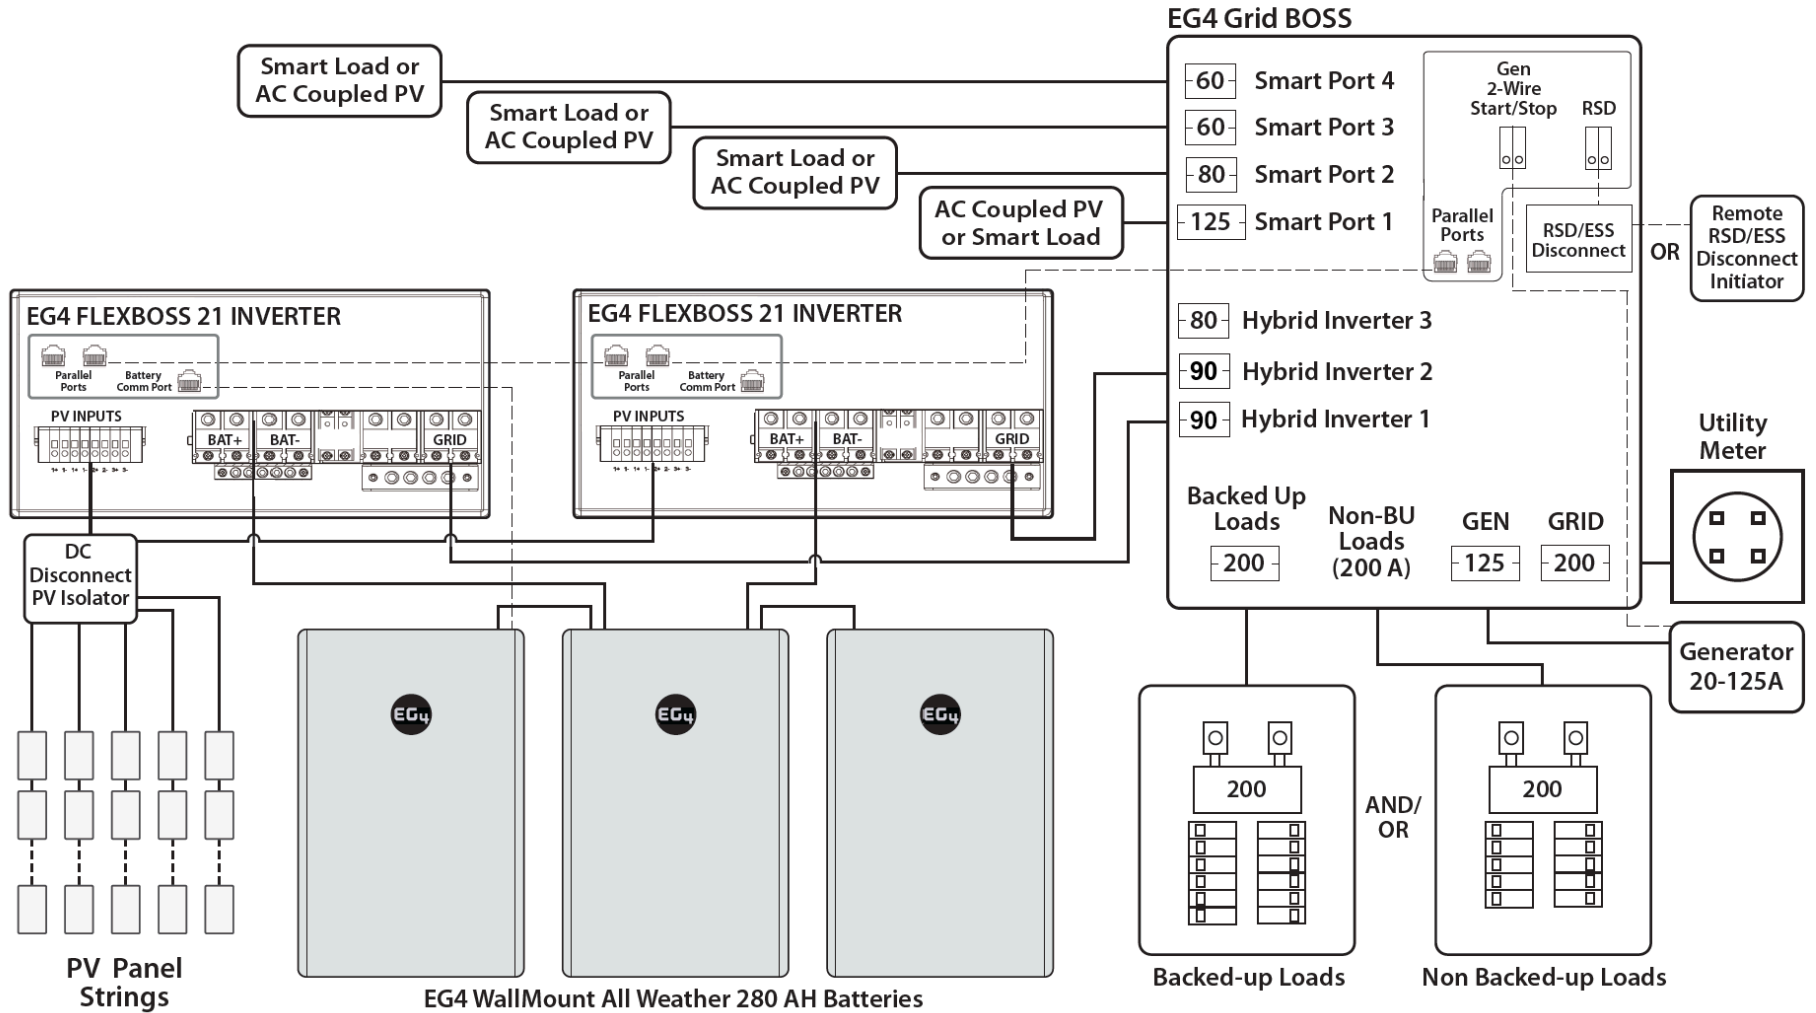 EG4 Grid BOSS
Smart Load or
AC Coupled PV
Smart Load or
AC Coupled PV
Smart Load or
AC Coupled PV
AC Coupled PV
or Smart Load
60
Smart Port 4
60
Smart Port 3
80
Smart Port 2
125
Smart Port 1
Gen
2-Wire
Start/Stop
RSD
Parallel
Ports
RSD/ESS
Disconnect
OR
Remote
RSD/ESS
Disconnect
Initiator
80
Hybrid Inverter 3
90
Hybrid Inverter 2
90
Hybrid Inverter 1
Backed Up
Loads
200
Non-BU
Loads
(200 A)
GEN
125
GRID
200
Utility
Meter
Generator
20-125A
EG4 FLEXBOSS 21 INVERTER
Parallel
Ports
Battery
Comm Port
PV INPUTS
BAT+
BAT-
GRID
EG4 FLEXBOSS 21 INVERTER
Parallel
Ports
Battery
Comm Port
PV INPUTS
BAT+
BAT-
GRID
DC
Disconnect
PV Isolator
PV Panel
Strings
EG4
EG4
EG4
EG4 WallMount All Weather 280 AH Batteries
200
Backed-up Loads
AND/
OR
200
Non Backed-up Loads